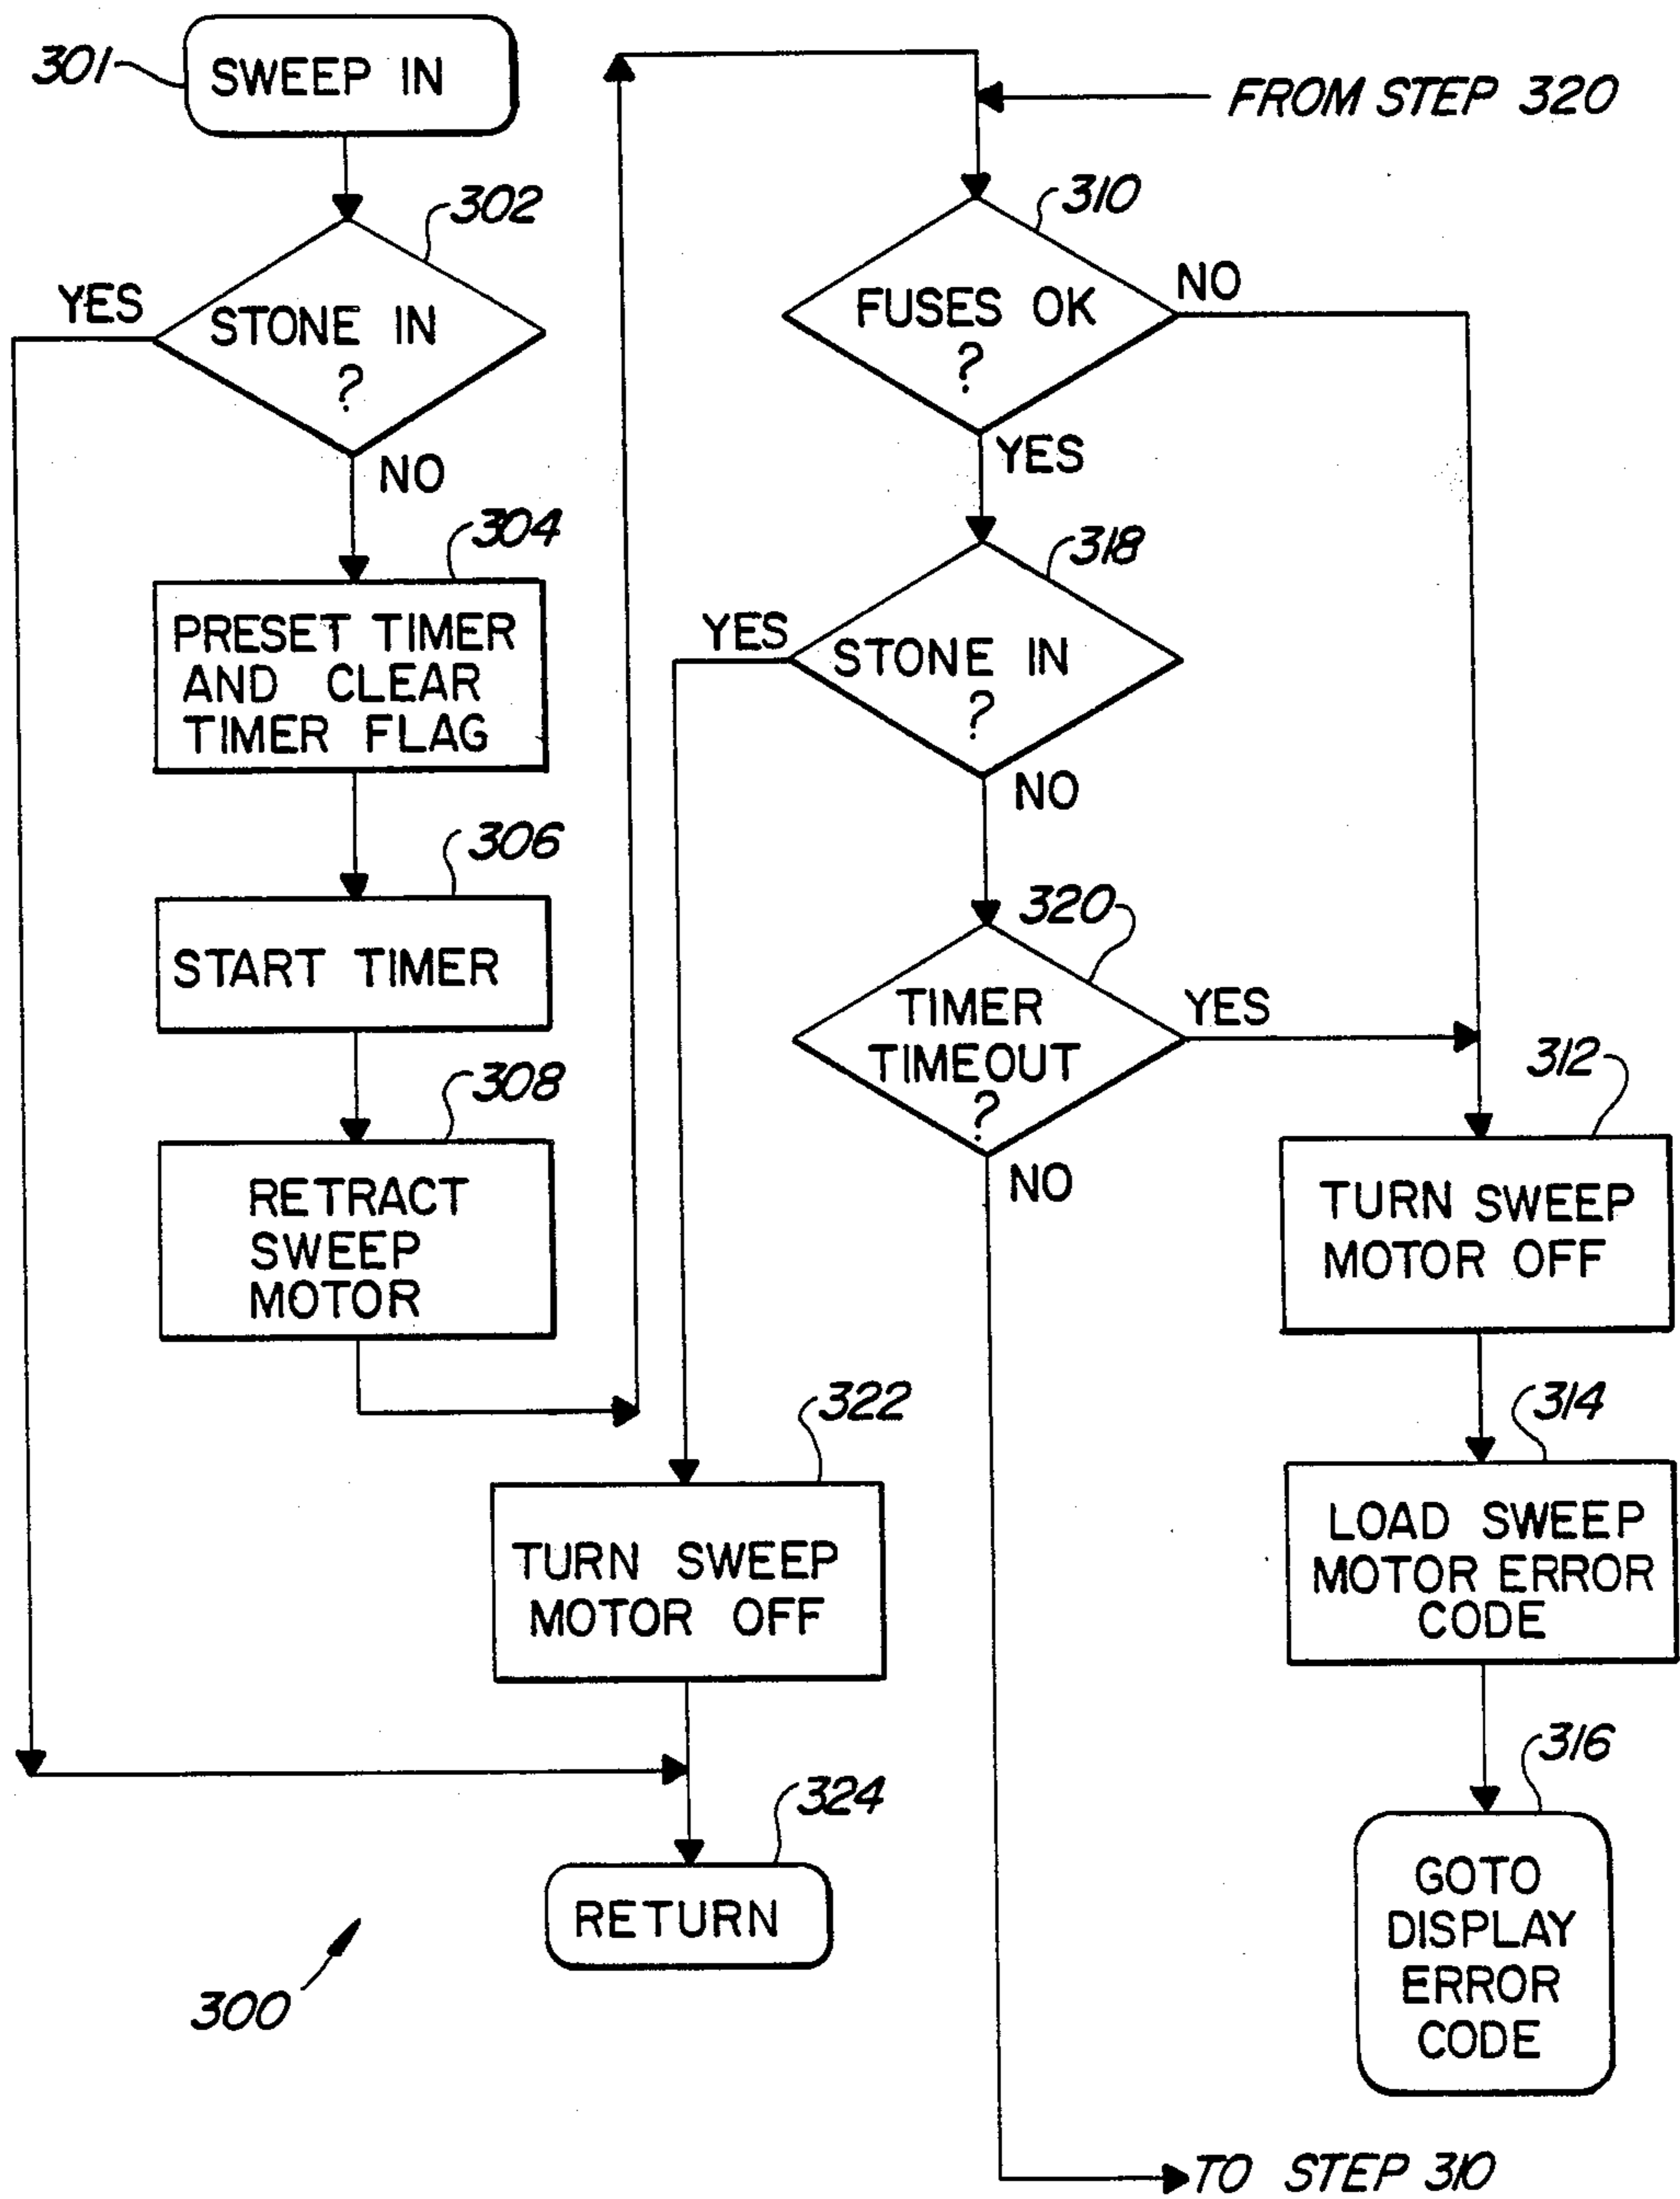 301
SWEEP IN
302
YES
STONE IN
?
NO
304
PRESET TIMER
AND CLEAR
TIMER FLAG
306
START TIMER
308
RETRACT
SWEEP
MOTOR
FROM STEP 320
310
FUSES OK
?
NO
YES
318
YES
STONE IN
?
NO
320
TIMER
TIMEOUT
?
YES
NO
312
TURN SWEEP
MOTOR OFF
314
LOAD SWEEP
MOTOR ERROR
CODE
316
GOTO
DISPLAY
ERROR
CODE
322
TURN SWEEP
MOTOR OFF
324
RETURN
300
TO STEP 310